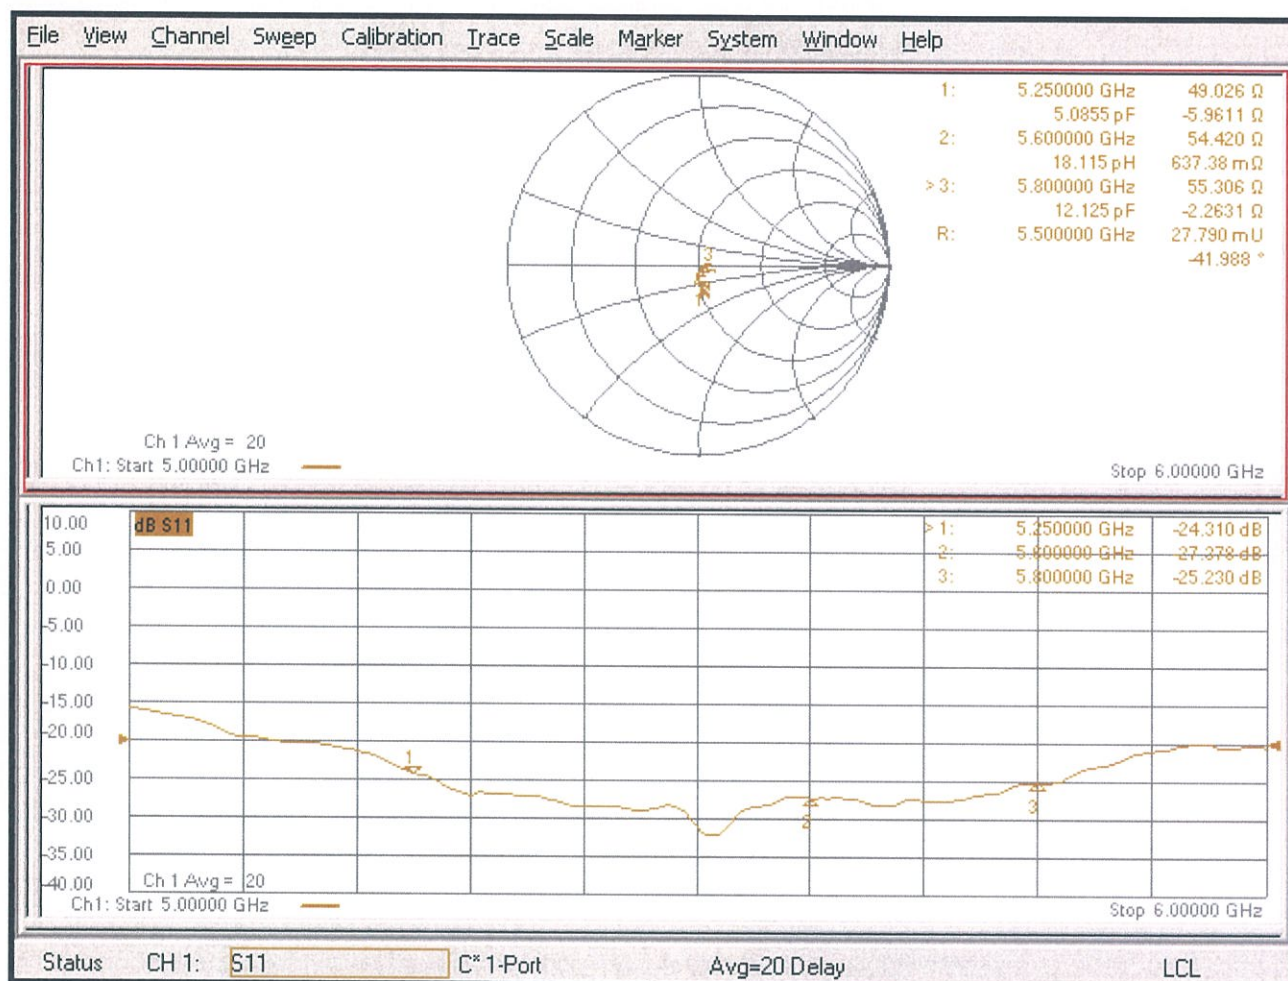 File View Channel Sweep Calibration Trace Scale Marker System Window Help
1: 5.250000 GHz 49.026 Ω
5.0855 pF -5.9611 Ω
2: 5.600000 GHz 54.420 Ω
18.115 pH 637.38 mΩ
> 3: 5.800000 GHz 55.306 Ω
12.125 pF -2.2631 Ω
R: 5.500000 GHz 27.790 mU
-41.988 °
3
Ch 1 Avg = 20
Ch1: Start 5.00000 GHz
Stop 6.00000 GHz
dB S11
> 1: 5.250000 GHz -24.310 dB
2: 5.600000 GHz -27.378 dB
3: 5.800000 GHz -25.230 dB
10.00
5.00
0.00
-5.00
-10.00
-15.00
-20.00
-25.00
-30.00
-35.00
-40.00
1
2
3
Ch 1 Avg = 20
Ch1: Start 5.00000 GHz
Stop 6.00000 GHz
Status CH 1: S11 C* 1-Port Avg=20 Delay LCL